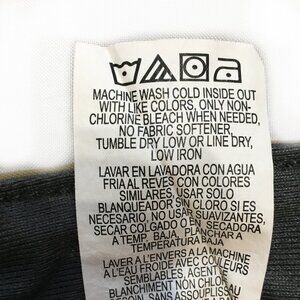 MACHINE WASH COLD INSIDE OUT
WITH LIKE COLORS, ONLY NON-
CHLORINE BLEACH WHEN NEEDED,
NO FABRIC SOFTENER,
TUMBLE DRY LOW OR LINE DRY,
LOW IRON
LAVAR EN LAVADORA CON AGUA
FRIA AL REVES CON COLORES
SIMILARES, USAR SOLO
BLANQUEADOR SIN CLORO SI ES
NECESARIO, NO USAR SUAVIZANTES,
SECAR COLGADO O EN SECADORA
A TEMP. BAJA, PLANCHAR A
TEMPERATURA BAJA
LAVER A L'ENVERS A LA MACHINE
A L'EAU FROIDE AVEC COULEURS
SEMBLABLES, AGENT
BLANCHIMENT SANS
SANS ASSOUPLISSEUR